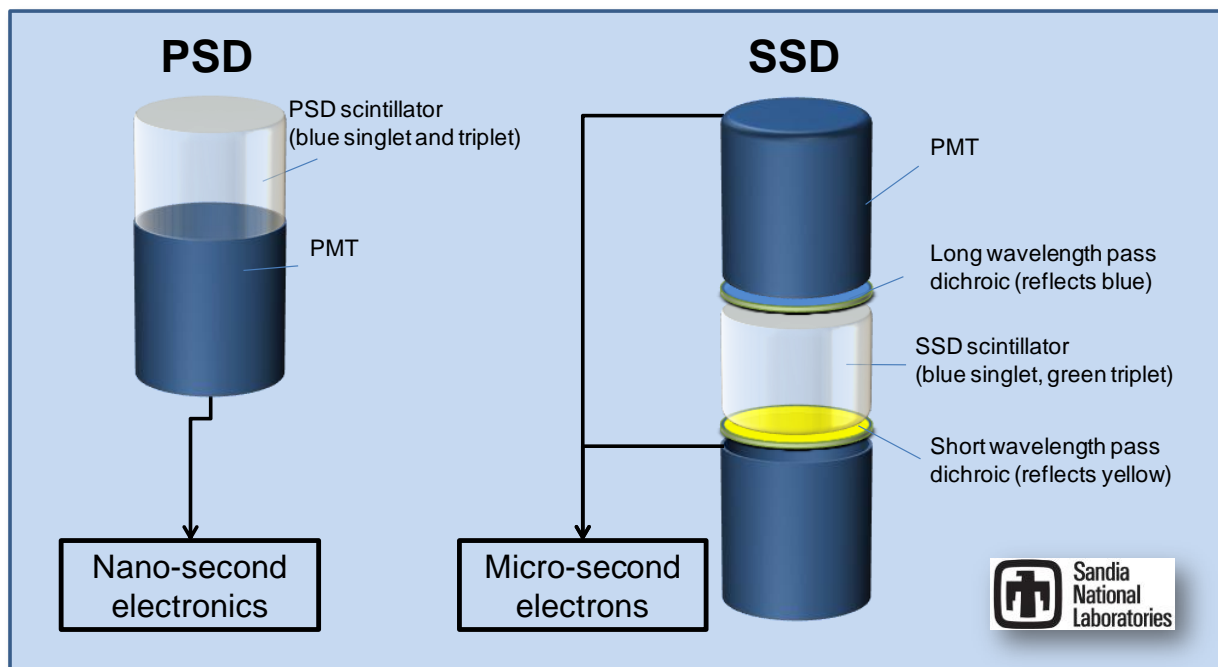 PSD
PSD scintillator
(blue singlet and triplet)
PMT
Nano-second
electronics
SSD
PMT
Long wavelength pass
dichroic (reflects blue)
SSD scintillator
(blue singlet, green triplet)
Short wavelength pass
dichroic (reflects yellow)
Micro-second
electrons
Sandia
National
Laboratories